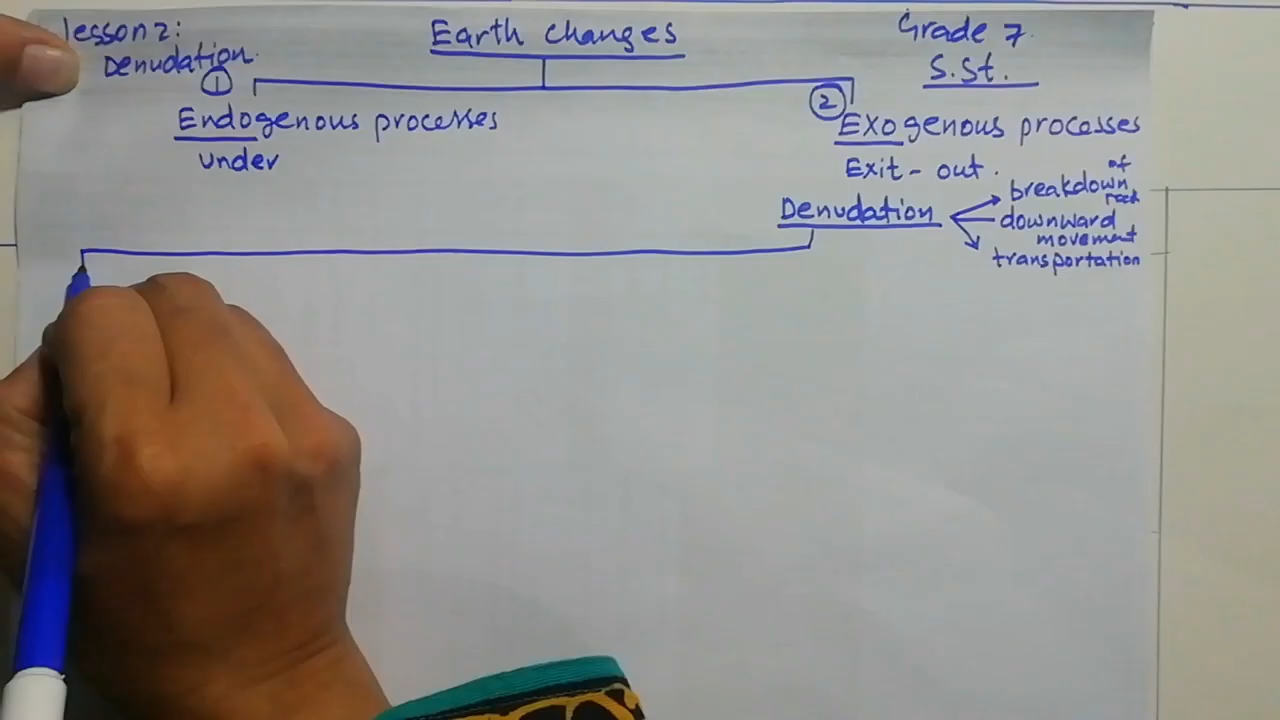 lesson 2:
Denudation.
Earth changes
Grade 7.
S.St.
1
Endogenous processes
under
2
Exogenous processes
Exit - out.
Denudation
breakdown of
rock
downward
movement
transportation